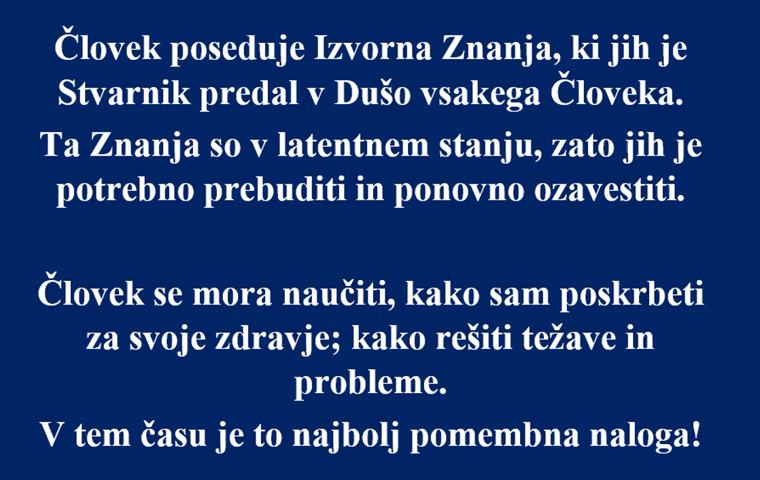 Človek poseduje Izvorna Znanja, ki jih je
Stvarnik predal v Dušo vsakega Človeka.
Ta Znanja so v latentnem stanju, zato jih je
potrebno prebuditi in ponovno ozavestiti.
Človek se mora naučiti, kako sam poskrbeti
za svoje zdravje; kako rešiti težave in
probleme.
V tem času je to najbolj pomembna naloga!